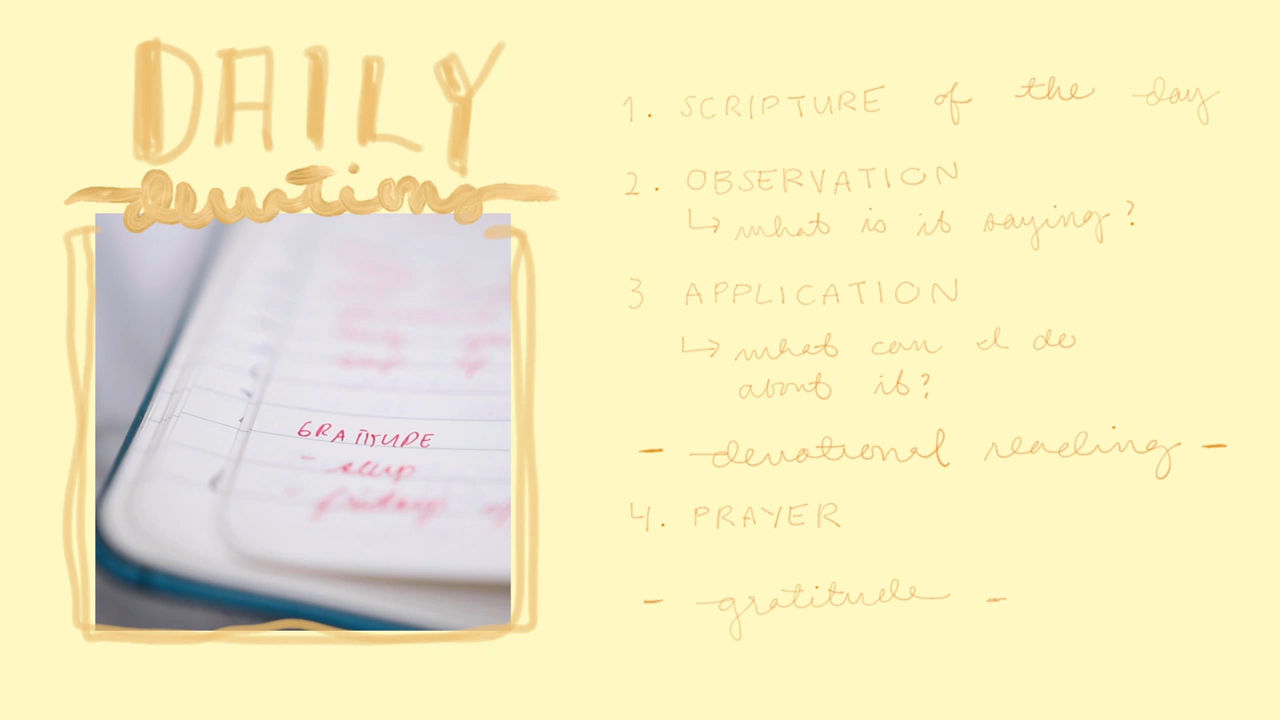 DAILY
devotions
GRATITUDE
- sleep
- fridays
1. SCRIPTURE of the day
2. OBSERVATION
↳ what is it saying?
3 APPLICATION
↳ what can I do
about it?
- devotional reading -
4. PRAYER
- gratitude -